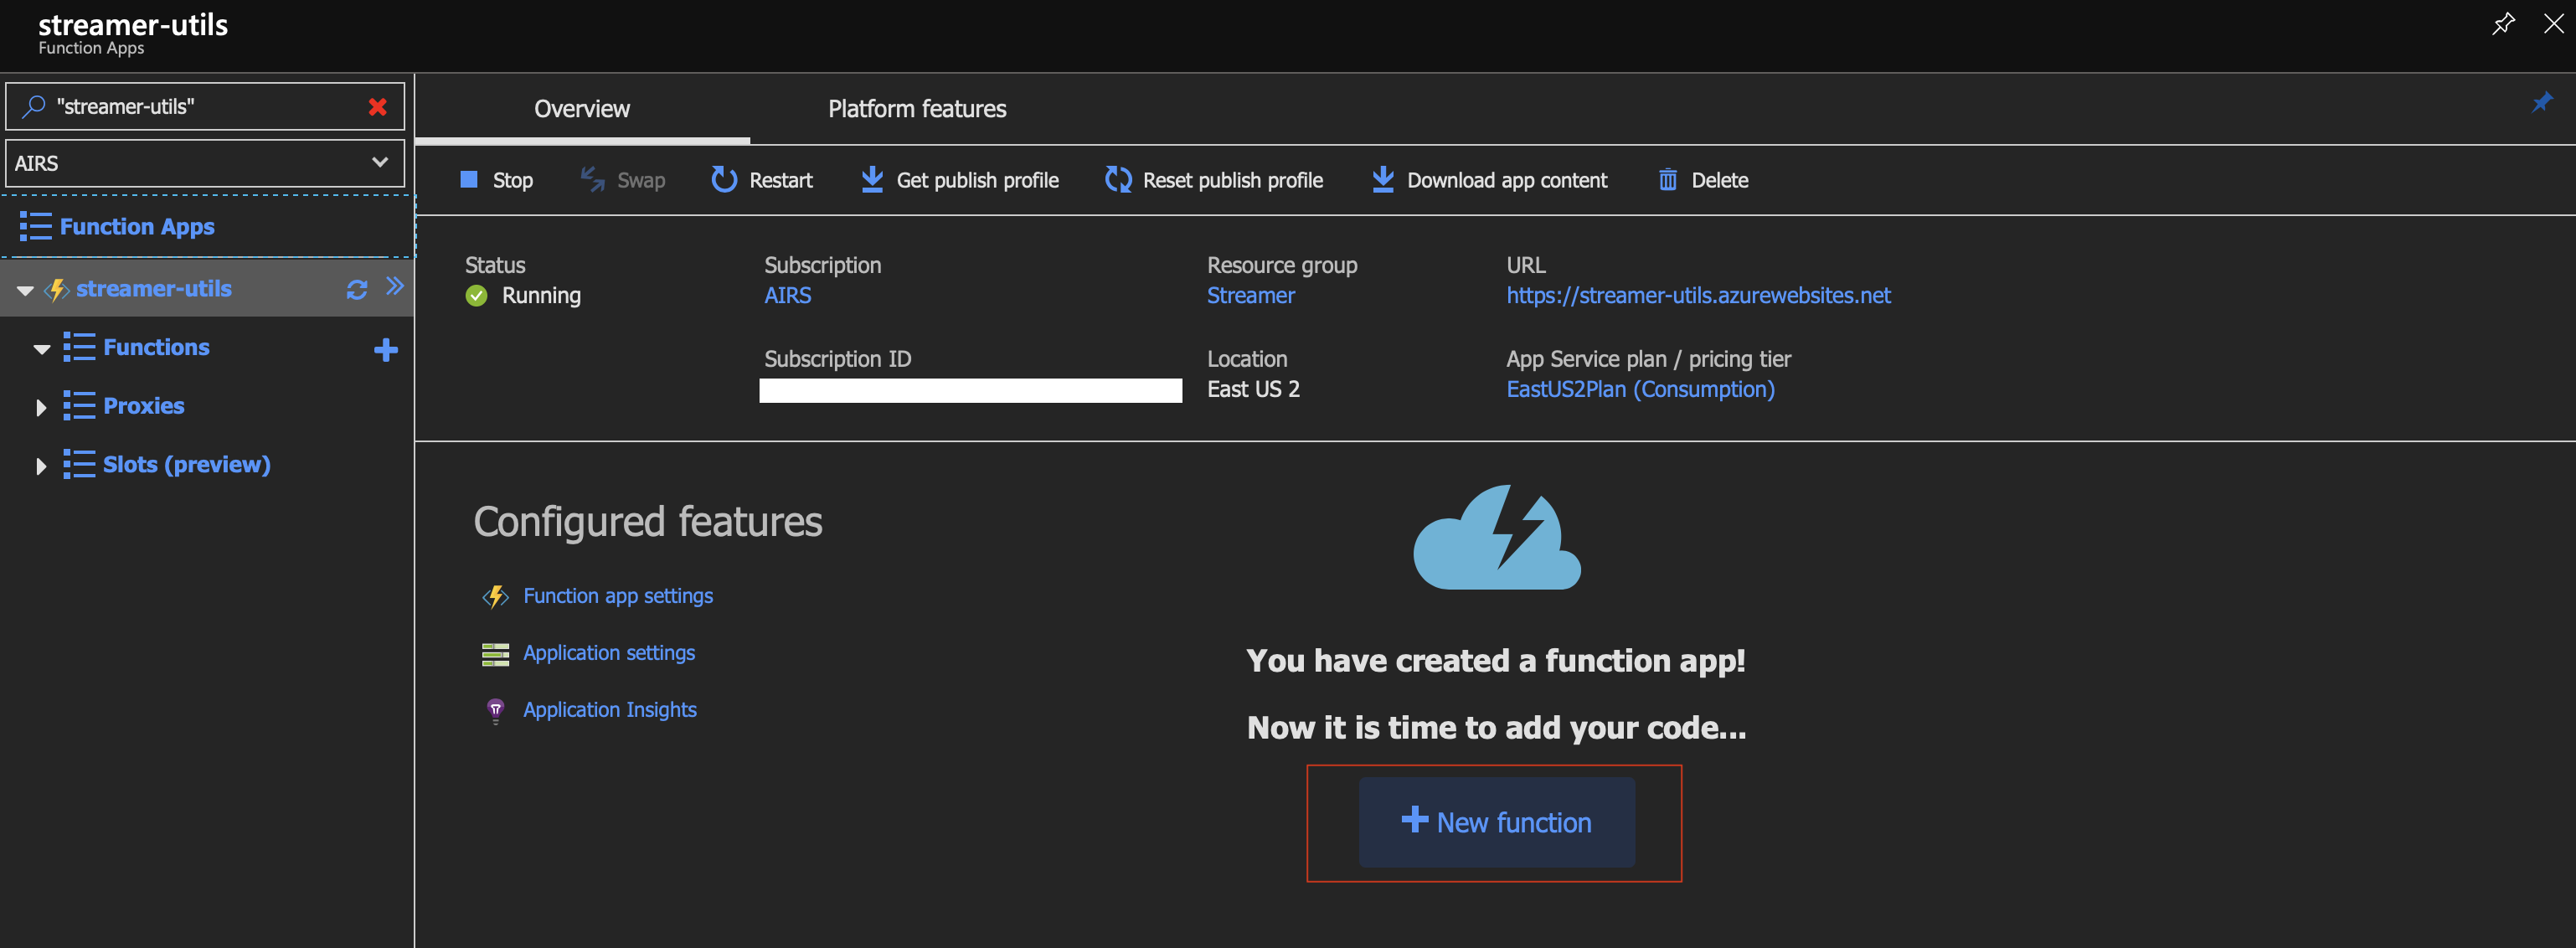 streamer-utils
Function Apps
"streamer-utils"
AIRS
Function Apps
streamer-utils
Functions
Proxies
Slots (preview)
Overview
Platform features
Stop
Swap
Restart
Get publish profile
Reset publish profile
Download app content
Delete
Status
Running
Subscription
AIRS
Resource group
Streamer
URL
https://streamer-utils.azurewebsites.net
Subscription ID
Location
East US 2
App Service plan / pricing tier
EastUS2Plan (Consumption)
Configured features
Function app settings
Application settings
Application Insights
You have created a function app!
Now it is time to add your code...
New function